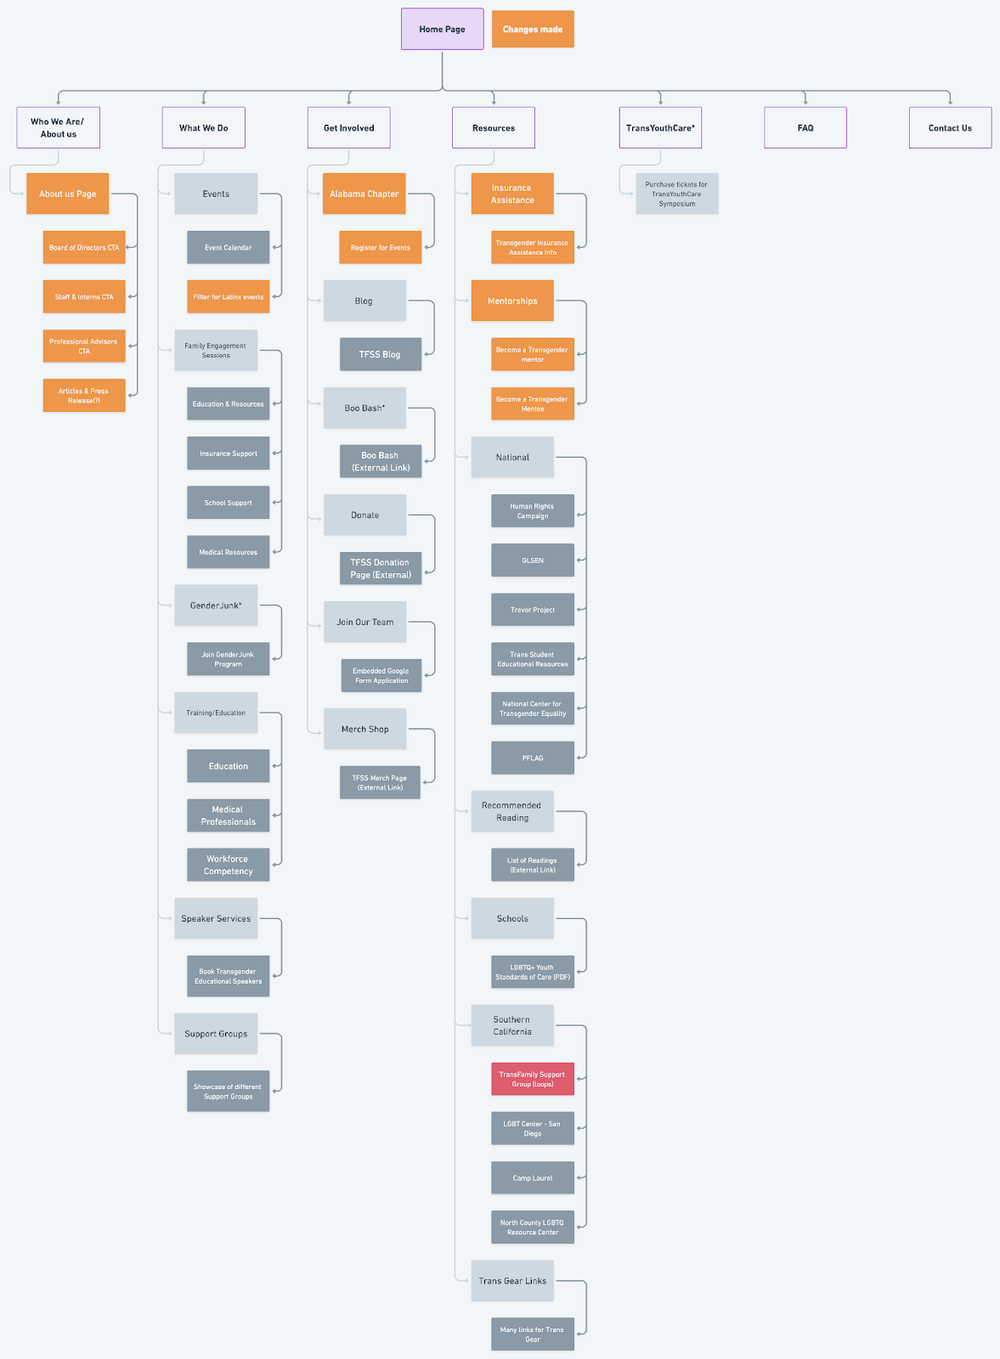 Home Page
Changes made
Who We Are/
About us
What We Do
Get Involved
Resources
TransYouthCare*
FAQ
Contact Us
About us Page
Board of Directors CTA
Staff & Interns CTA
Professional Advisors
CTA
Articles & Press
Release(?)
Events
Event Calendar
Filter for Latinx events
Family Engagement
Sessions
Education & Resources
Insurance Support
School Support
Medical Resources
GenderJunk*
Join GenderJunk
Program
Training/Education
Education
Medical
Professionals
Workforce
Competency
Speaker Services
Book Transgender
Educational Speakers
Support Groups
Showcase of different
Support Groups
Alabama Chapter
Register for Events
Blog
TFSS Blog
Boo Bash*
Boo Bash
(External Link)
Donate
TFSS Donation
Page (External)
Join Our Team
Embedded Google
Form Application
Merch Shop
TFSS Merch Page
(External Link)
Insurance
Assistance
Transgender Insurance
Assistance Info
Mentorships
Become a Transgender
mentor
Become a Transgender
Mentee
National
Human Rights
Campaign
GLSEN
Trevor Project
Trans Student
Educational Resources
National Center for
Transgender Equality
PFLAG
Recommended
Reading
List of Readings
(External Link)
Schools
LGBTQ+ Youth
Standards of Care (PDF)
Southern
California
TransFamily Support
Group (loops)
LGBT Center - San
Diego
Camp Laurel
North County LGBTQ
Resource Center
Trans Gear Links
Many links for Trans
Gear
Purchase tickets for
TransYouthCare
Symposium